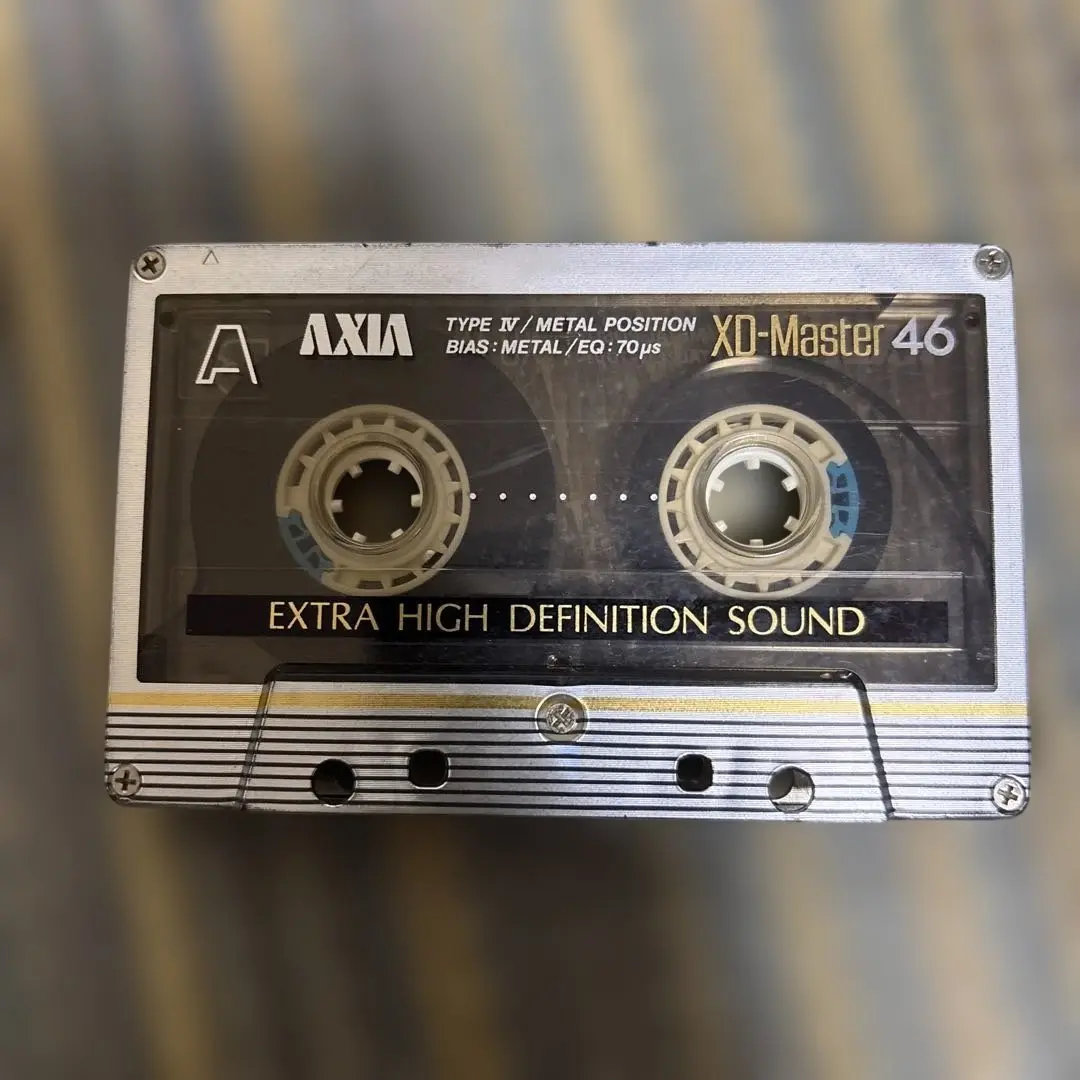 A
AXIA
TYPE IV / METAL POSITION
BIAS : METAL / EQ : 70μs
XD-Master 46
EXTRA HIGH DEFINITION SOUND